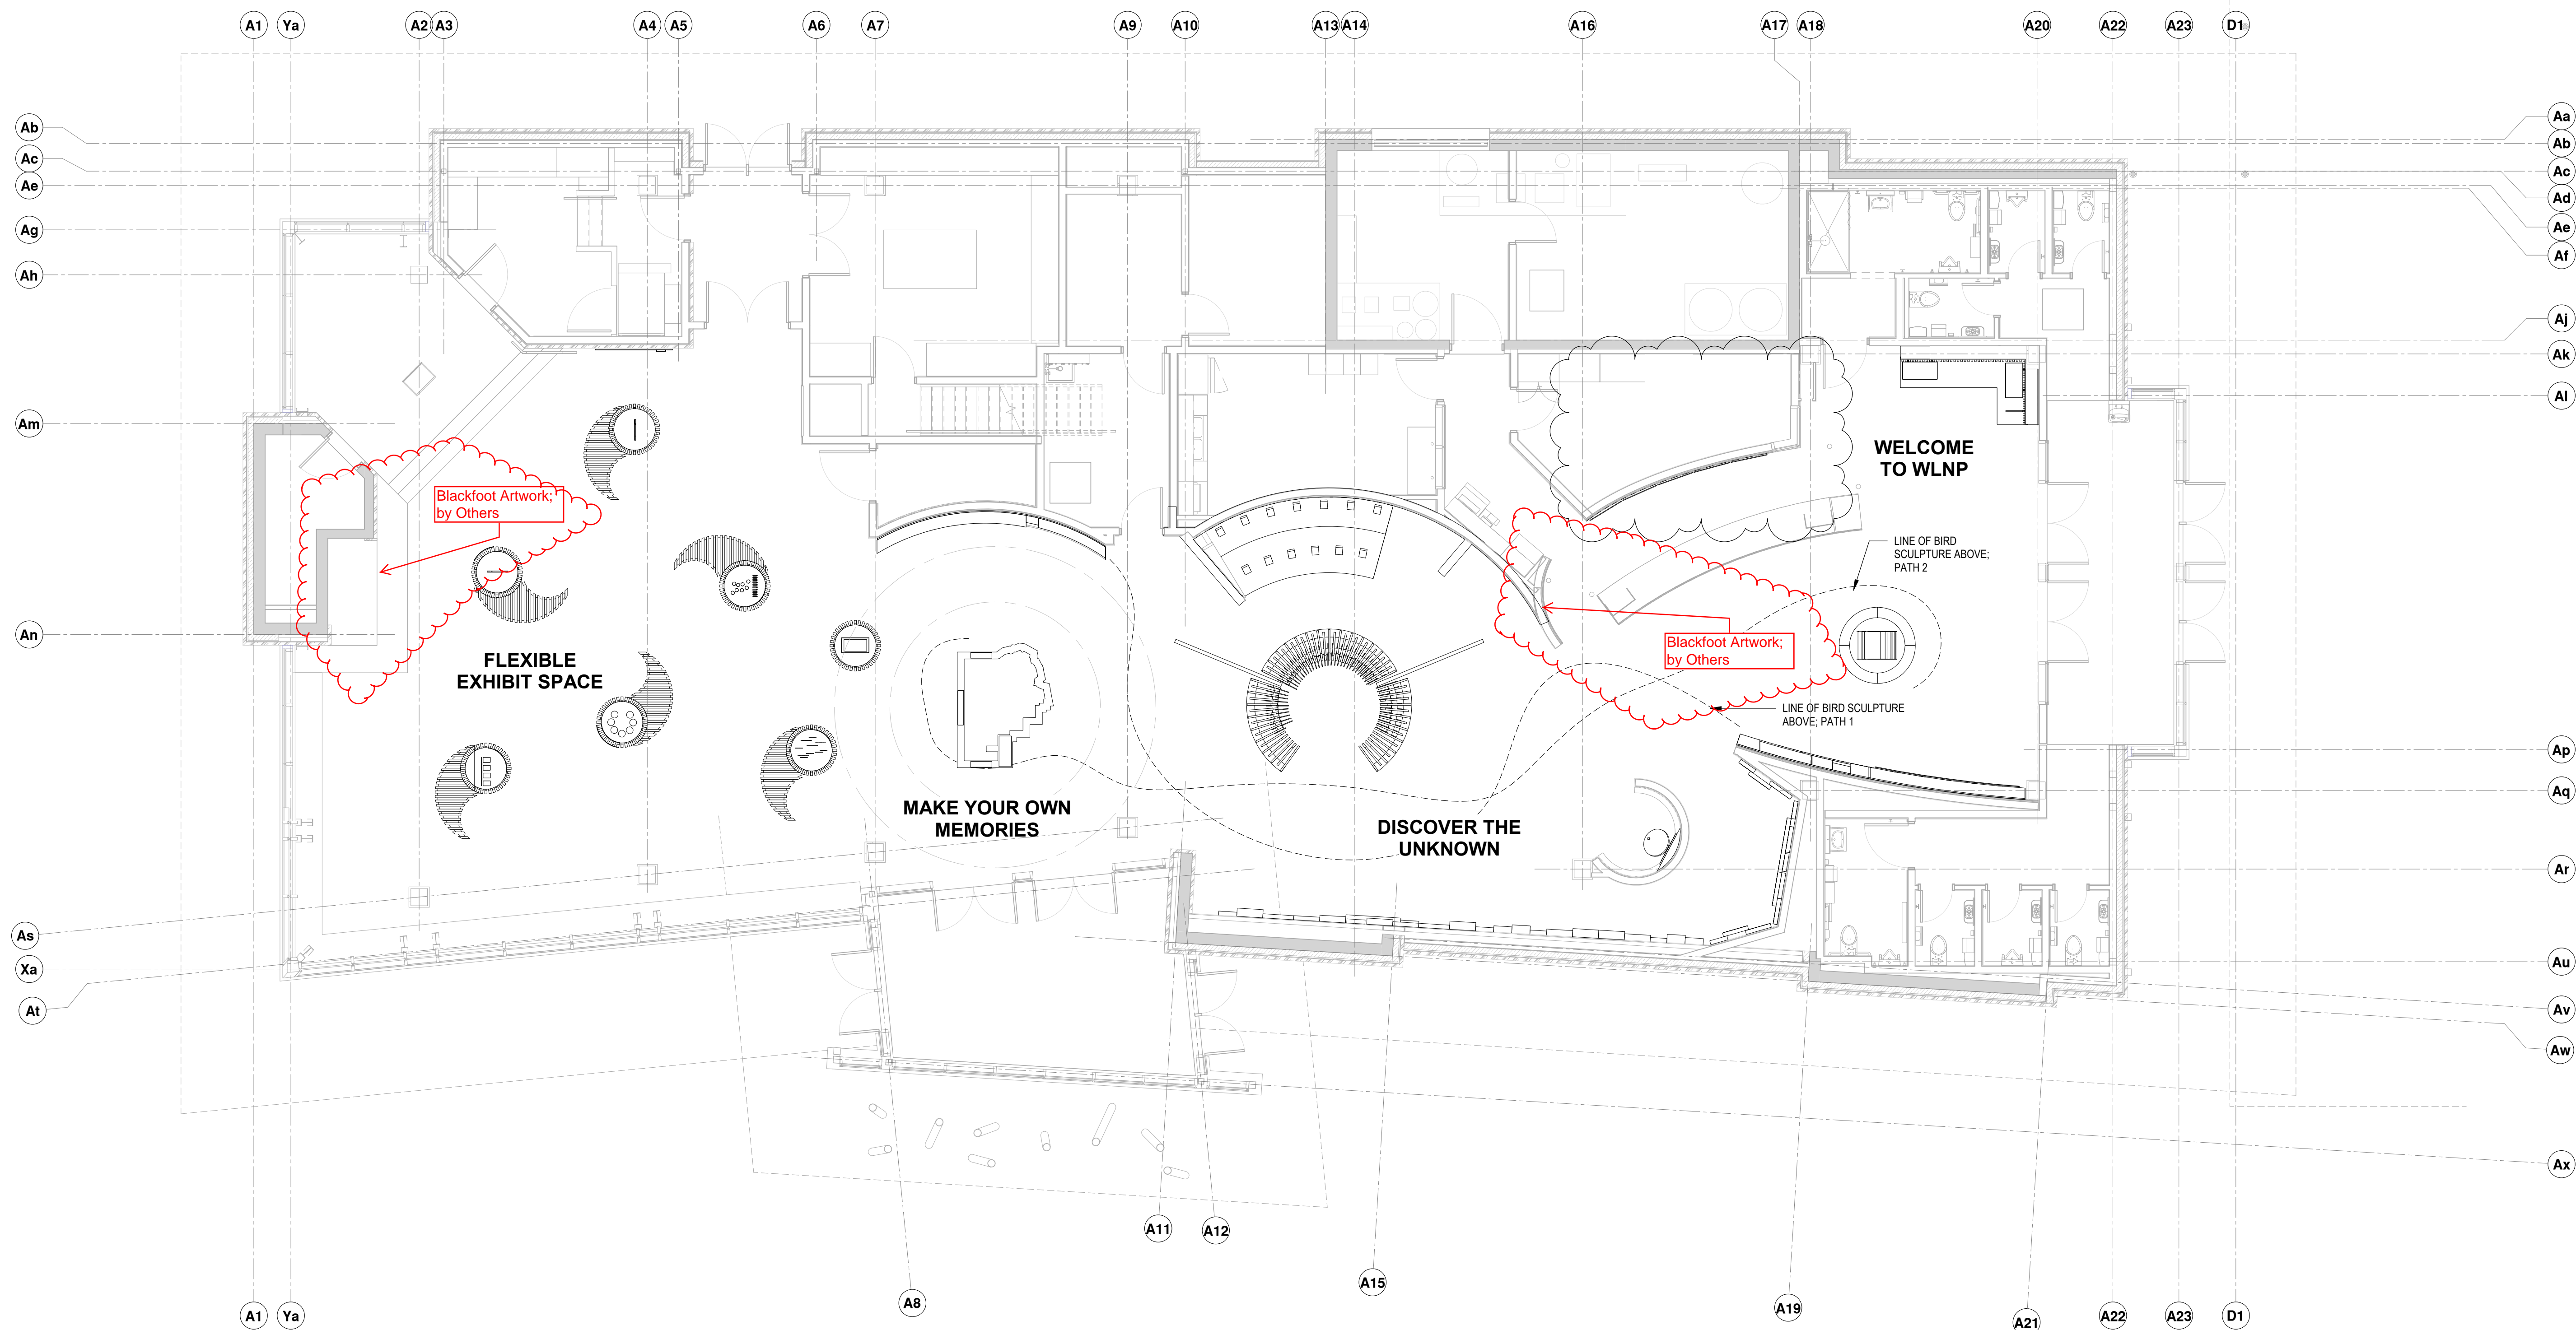 A1
Ya
A2
A3
A4
A5
A6
A7
A9
A10
A13
A14
A16
A17
A18
A20
A22
A23
D1
Ab
Ac
Ae
Ag
Ah
Am
An
As
Xa
At
Aa
Ab
Ac
Ad
Ae
Af
Aj
Ak
Al
Ap
Aq
Ar
Au
Av
Aw
Ax
Blackfoot Artwork;
by Others
FLEXIBLE
EXHIBIT SPACE
MAKE YOUR OWN
MEMORIES
DISCOVER THE
UNKNOWN
WELCOME
TO WLNP
LINE OF BIRD
SCULPTURE ABOVE;
PATH 2
Blackfoot Artwork;
by Others
LINE OF BIRD SCULPTURE
ABOVE; PATH 1
A1
Ya
A8
A11
A12
A15
A19
A21
A22
A23
D1